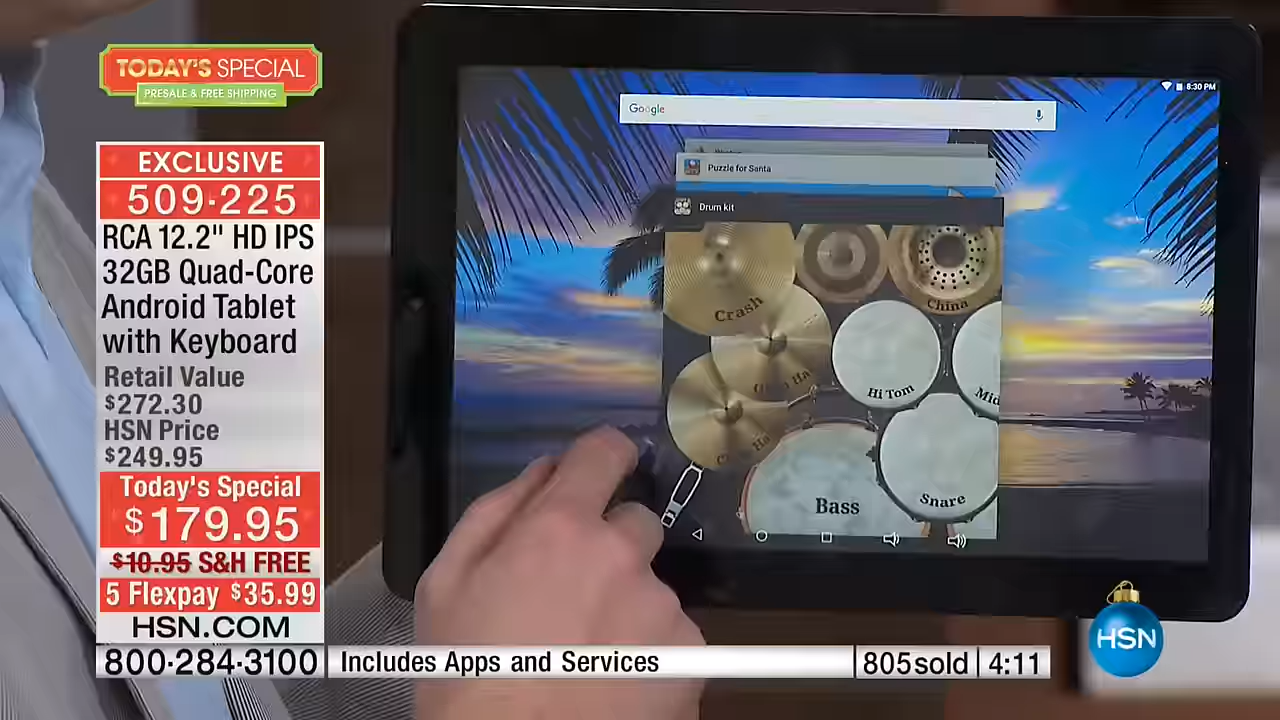 TODAY'S SPECIAL
PRESALE & FREE SHIPPING
EXCLUSIVE
509·225
RCA 12.2" HD IPS
32GB Quad-Core
Android Tablet
with Keyboard
Retail Value
$272.30
HSN Price
$249.95
Today's Special
$179.95
$10.95 S&H FREE
5 Flexpay $35.99
HSN.COM
800·284·3100
Includes Apps and Services
805sold
4:11
HSN
8:30 PM
Google
Puzzle for Santa
Drum kit
Crash
China
Hi Tom
Mid
Bass
Snare